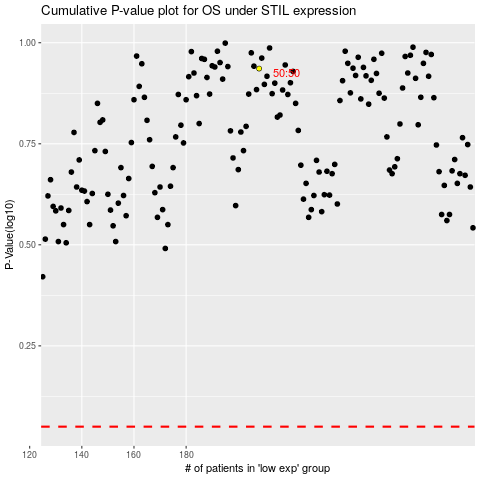 Cumulative P-value plot for OS under STIL expression
1.00
0.75
0.50
0.25
P-Value(log10)
50:50
120 140 160 180
# of patients in 'low exp' group